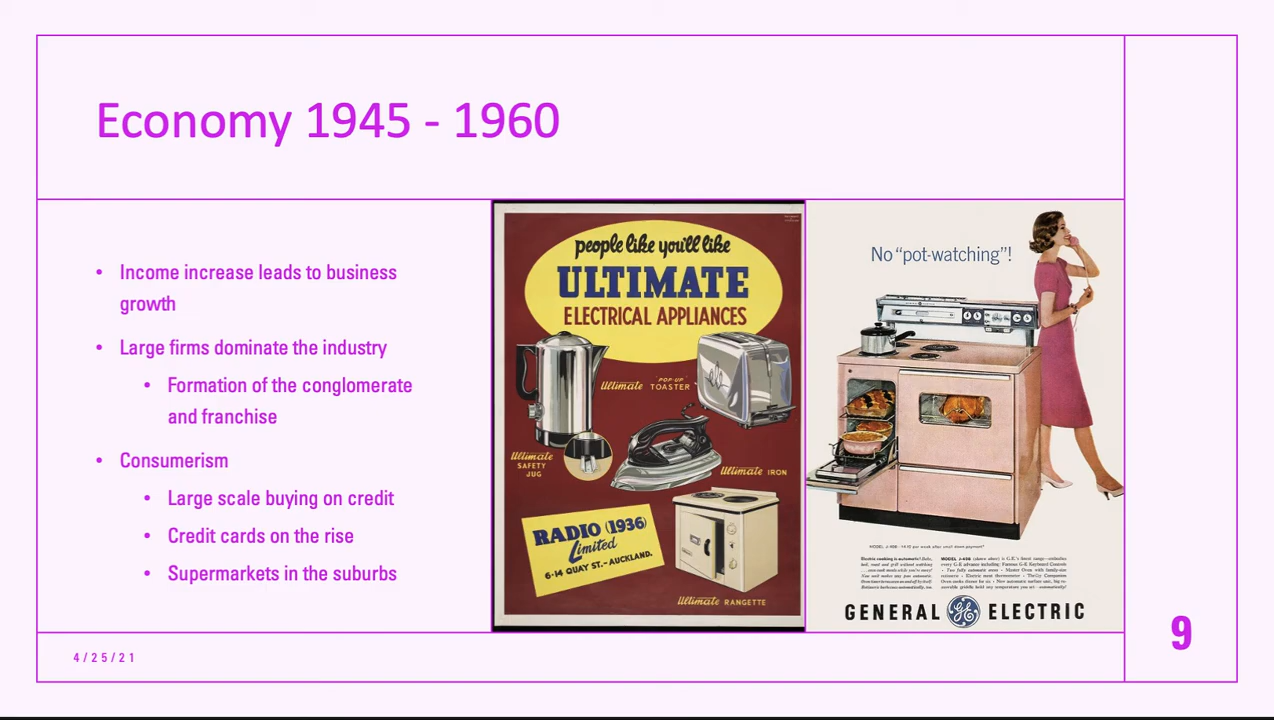 Economy 1945 - 1960
• Income increase leads to business
growth
• Large firms dominate the industry
• Formation of the conglomerate
and franchise
• Consumerism
• Large scale buying on credit
• Credit cards on the rise
• Supermarkets in the suburbs
people like you'll like
ULTIMATE
ELECTRICAL APPLIANCES
Ultimate POP-UP TOASTER
Ultimate
SAFETY
JUG
Ultimate IRON
RADIO (1936)
Limited
6-14 QUAY ST.-AUCKLAND.
Ultimate RANGETTE
No “pot-watching”!
GENERAL GE ELECTRIC
4/25/21
9